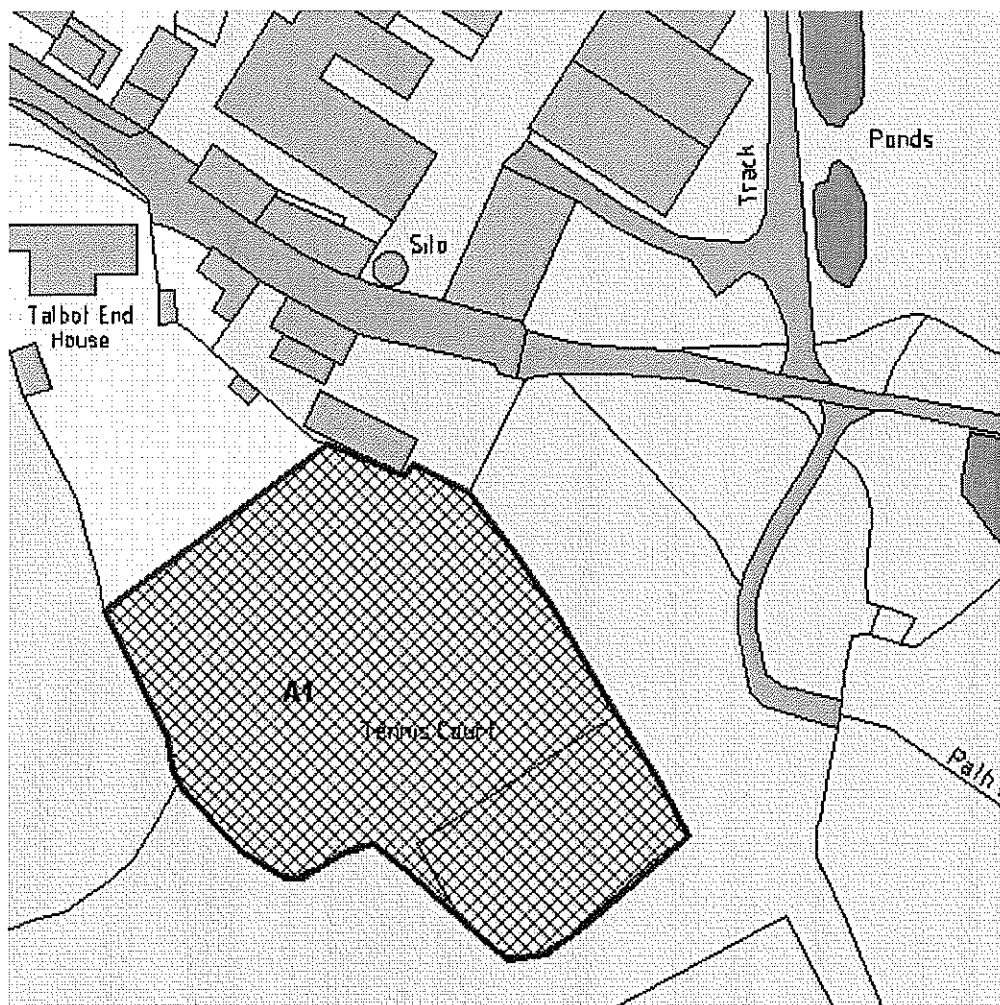 Ponds
Track
Silo
Talbot End
House
A1
Tennis Court
Path